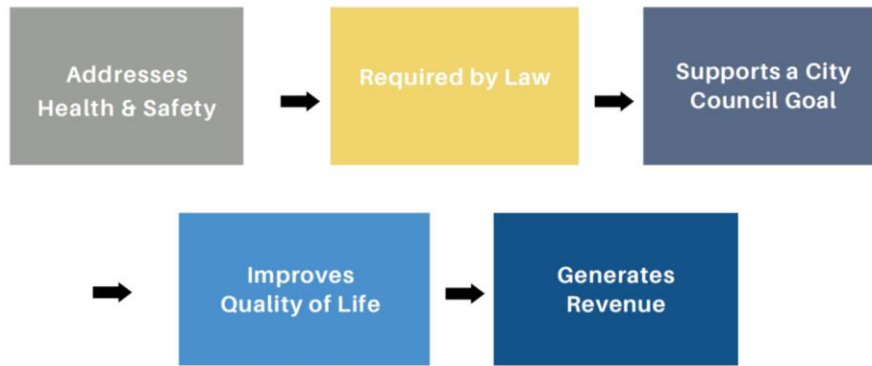 Addresses
Health & Safety
Required by Law
Supports a City
Council Goal
Improves
Quality of Life
Generates
Revenue